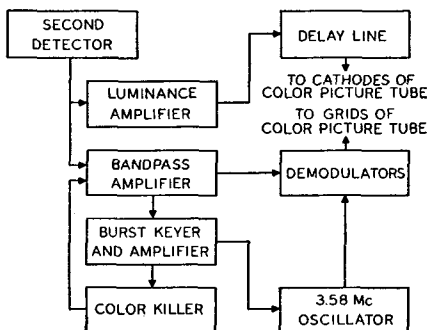 SECOND
DETECTOR
DELAY LINE
TO CATHODES OF
COLOR PICTURE TUBE
LUMINANCE
AMPLIFIER
TO GRIDS OF
COLOR PICTURE TUBE
BANDPASS
AMPLIFIER
DEMODULATORS
BURST KEYER
AND AMPLIFIER
COLOR KILLER
3.58 Mc
OSCILLATOR